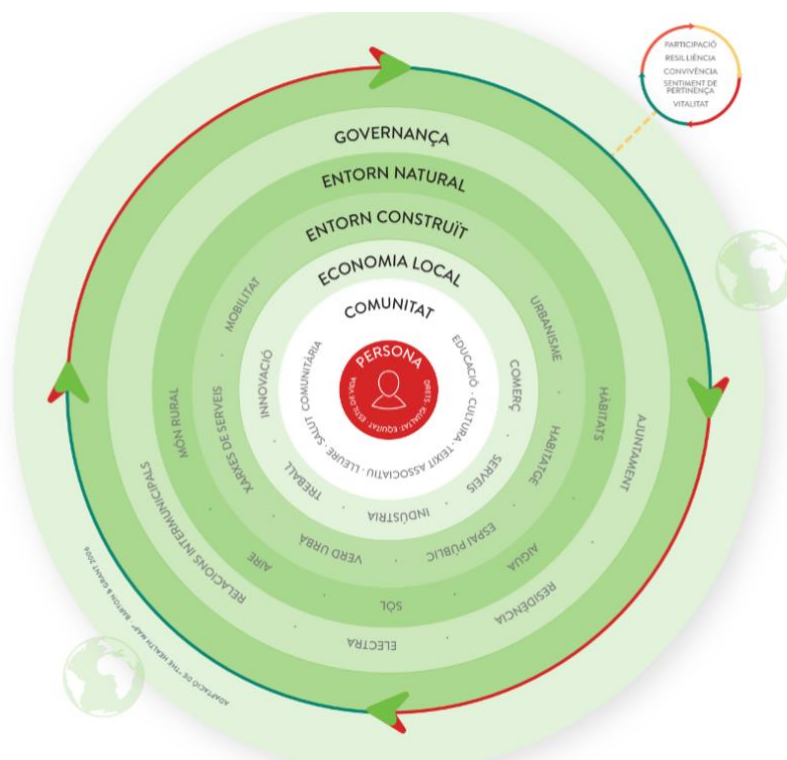 PARTICIPACIÓ
RESILLIÈNCIA
CONVIVÈNCIA
SENTIMENT DE
PERTINENÇA
VITALITAT
GOVERNANÇA
AJUNTAMENT · RESIDÈNCIA · ELECTRA · RELACIONS INTERMUNICIPALS
ENTORN NATURAL
HÀBITATS · AIGUA · SÒL · AIRE · MÓN RURAL
ENTORN CONSTRUÏT
URBANISME · HABITATGE · ESPAI PÚBLIC · VERD URBÀ · XARXES DE SERVEIS · MOBILITAT
ECONOMIA LOCAL
COMERÇ · SERVEIS · INDÚSTRIA · TREBALL · INNOVACIÓ
COMUNITAT
EDUCACIÓ · CULTURA · TEIXIT ASSOCIATIU · LLEURE · SALUT COMUNITÀRIA
PERSONA
DRETS · IGUALTAT · EQUITAT · ESTIL DE VIDA
ADAPTACIÓ DE "THE HEALTH MAP" BARTON & GRANT 2006